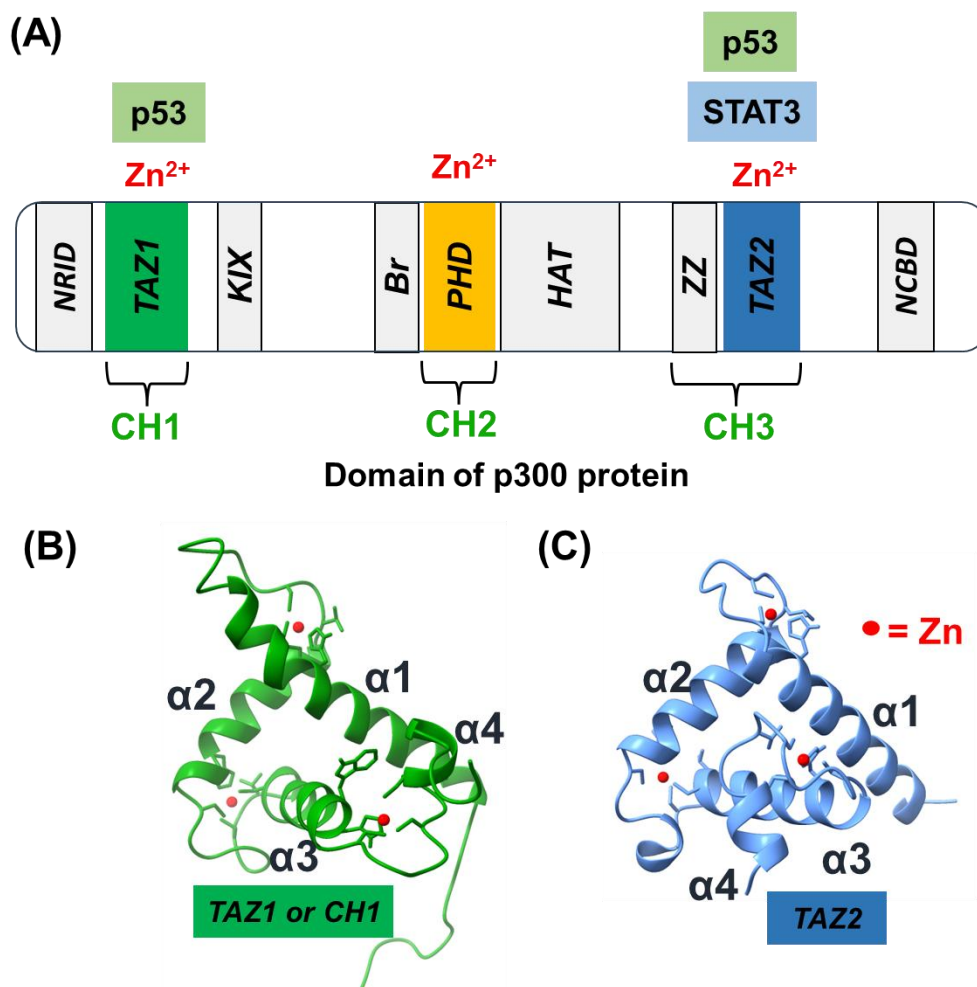 (A)
p53
p53
STAT3
Zn²⁺
Zn²⁺
Zn²⁺
NRID
TAZ1
KIX
Br
PHD
HAT
ZZ
TAZ2
NCBD
CH1
CH2
CH3
Domain of p300 protein
(B)
α2
α1
α4
α3
TAZ1 or CH1
(C)
= Zn
α2
α1
α4
α3
TAZ2